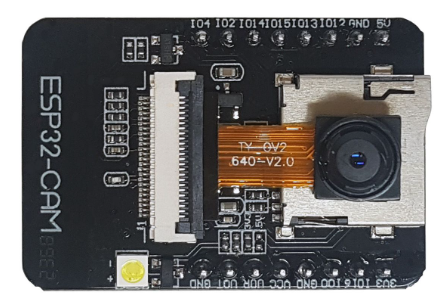 IO4 IO2 IO14 IO15 IO13 IO12 GND 5V
ESP32-CAM
TY_OV2
640-V2.0
GND UOT UOR VCC GND IO0 IO16 3V3